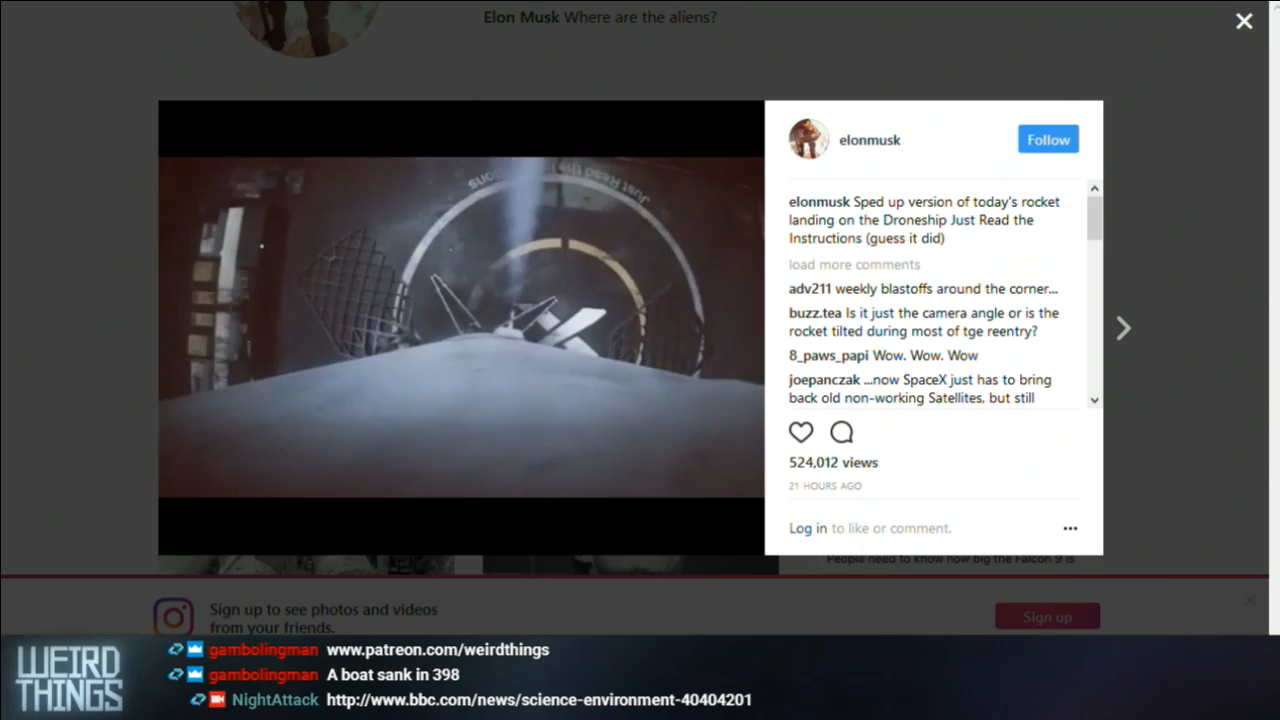 Elon Musk Where are the aliens?
Just Read the
ons
elonmusk
Follow
elonmusk Sped up version of today's rocket
landing on the Droneship Just Read the
Instructions (guess it did)
load more comments
adv211 weekly blastoffs around the corner...
buzz.tea Is it just the camera angle or is the
rocket tilted during most of tge reentry?
8_paws_papi Wow. Wow. Wow
joepanczak ...now SpaceX just has to bring
back old non-working Satellites, but still
524,012 views
21 HOURS AGO
Log in to like or comment.
People need to know how big the Falcon 9 is
Sign up to see photos and videos
from your friends.
Sign up
WEIRD
THINGS
gambolingman www.patreon.com/weirdthings
gambolingman A boat sank in 398
NightAttack http://www.bbc.com/news/science-environment-40404201